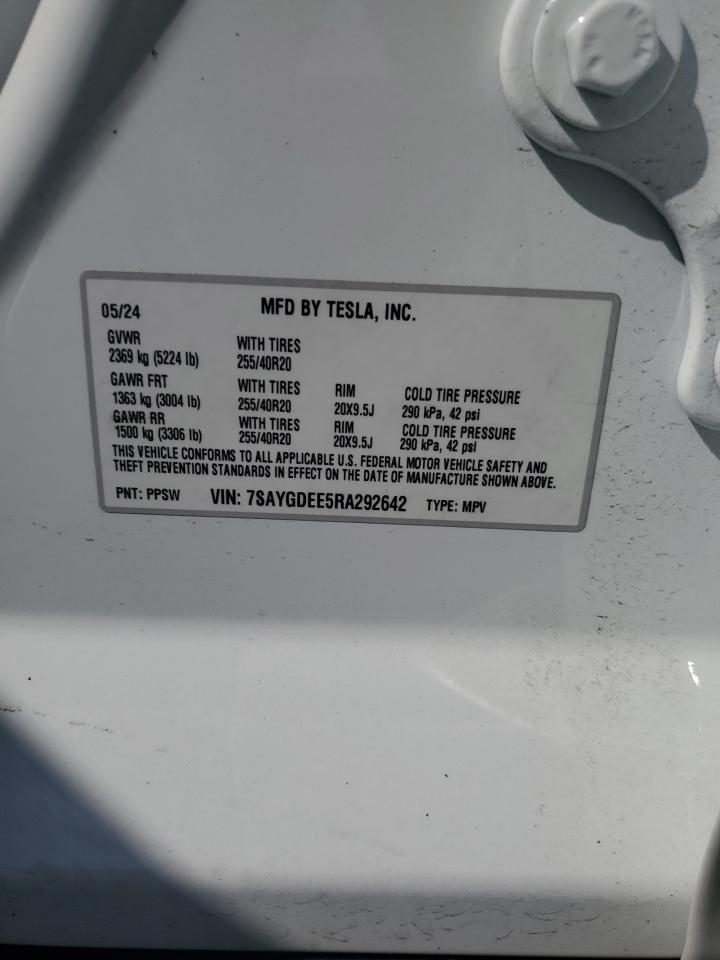 TESLA
05/24 MFD BY TESLA, INC.
GVWR WITH TIRES
2369 kg (5224 lb) 255/40R20
GAWR FRT WITH TIRES RIM COLD TIRE PRESSURE
1363 kg (3004 lb) 255/40R20 20X9.5J 290 kPa, 42 psi
GAWR RR WITH TIRES RIM COLD TIRE PRESSURE
1500 kg (3306 lb) 255/40R20 20X9.5J 290 kPa, 42 psi
THIS VEHICLE CONFORMS TO ALL APPLICABLE U.S. FEDERAL MOTOR VEHICLE SAFETY AND
THEFT PREVENTION STANDARDS IN EFFECT ON THE DATE OF MANUFACTURE SHOWN ABOVE.
PNT: PPSW VIN: 7SAYGDEE5RA292642 TYPE: MPV